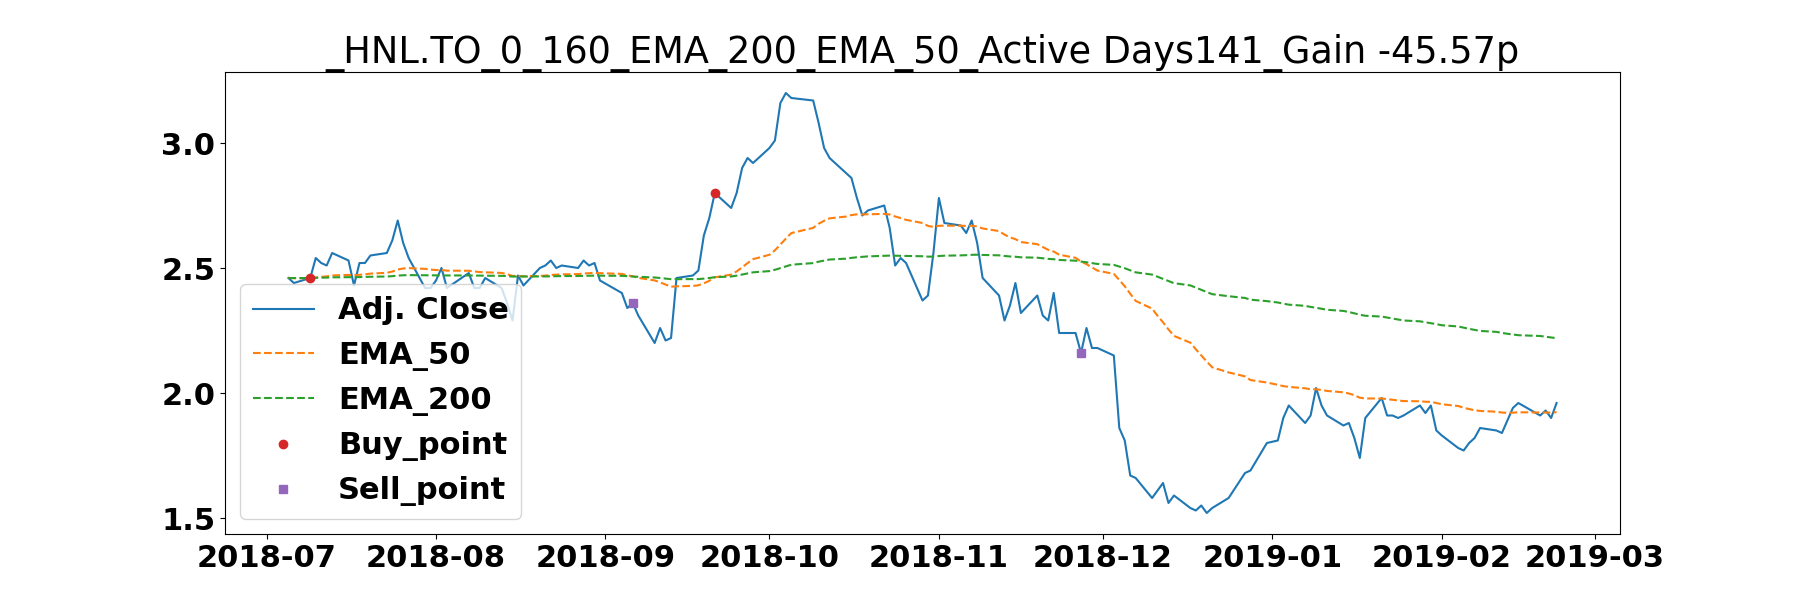 _HNL.TO_0_160_EMA_200_EMA_50_Active Days141_Gain -45.57p
3.0
2.5
2.0
1.5
Adj. Close
EMA_50
EMA_200
Buy_point
Sell_point
2018-07 2018-08 2018-09 2018-10 2018-11 2018-12 2019-01 2019-02 2019-03